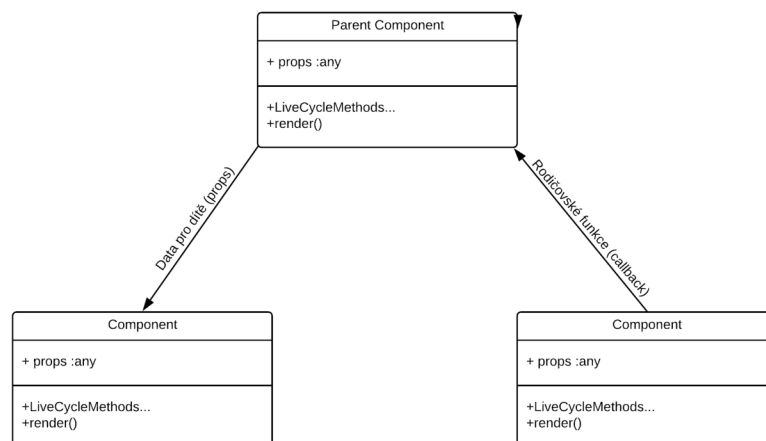 Parent Component
+ props :any
+LiveCycleMethods...
+render()
Data pro dítě (props)
Rodičovské funkce (callback)
Component
+ props :any
+LiveCycleMethods...
+render()
Component
+ props :any
+LiveCycleMethods...
+render()